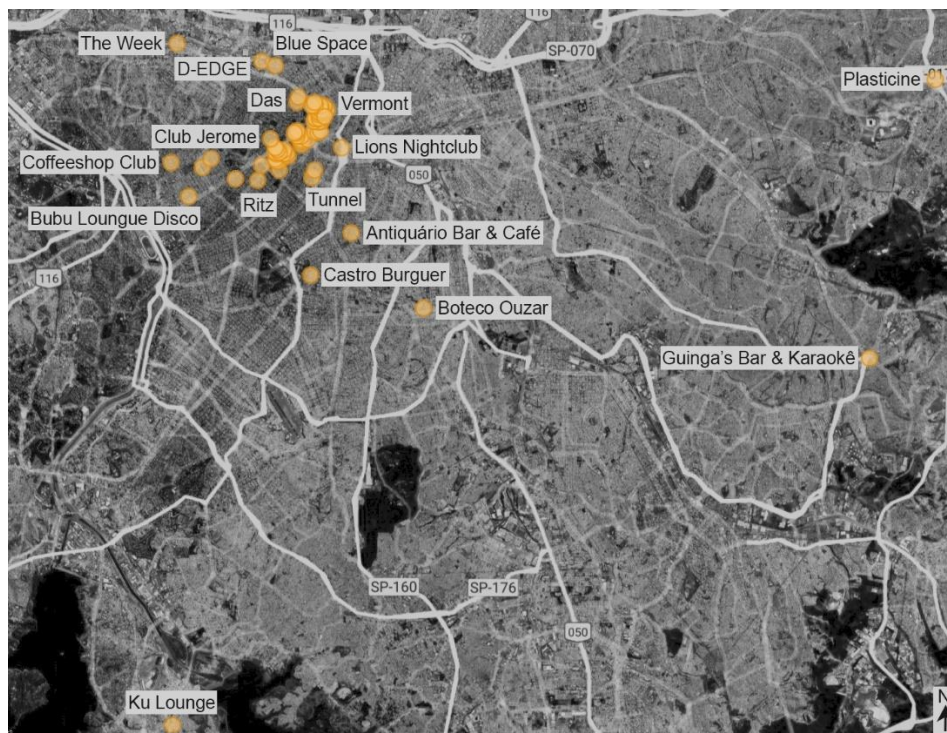 116
116
The Week
Blue Space
SP-070
D-EDGE
Plasticine
Das
Vermont
Club Jerome
Lions Nightclub
Coffeeshop Club
050
Ritz
Tunnel
Bubu Loungue Disco
Antiquário Bar & Café
116
Castro Burguer
Boteco Ouzar
Guinga's Bar & Karaokê
SP-160
SP-176
050
Ku Lounge
N